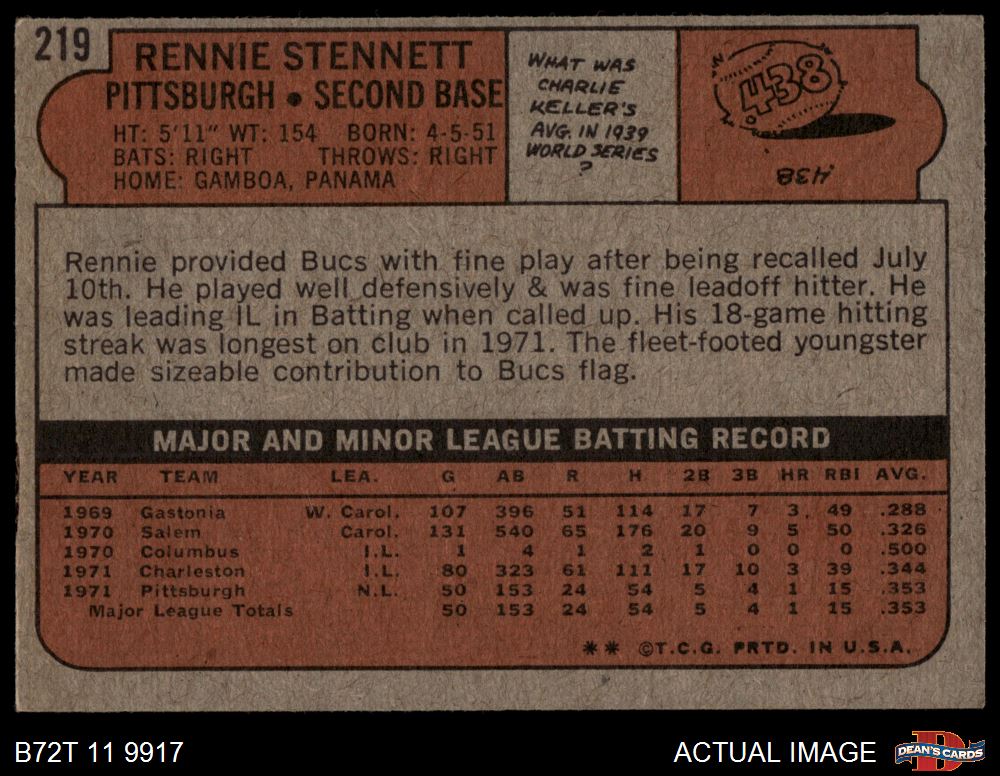 219
RENNIE STENNETT
PITTSBURGH • SECOND BASE
HT: 5'11" WT: 154 BORN: 4-5-51
BATS: RIGHT THROWS: RIGHT
HOME: GAMBOA, PANAMA
WHAT WAS
CHARLIE
KELLER'S
AVG. IN 1939
WORLD SERIES
?
.438
.438
Rennie provided Bucs with fine play after being recalled July
10th. He played well defensively & was fine leadoff hitter. He
was leading IL in Batting when called up. His 18-game hitting
streak was longest on club in 1971. The fleet-footed youngster
made sizeable contribution to Bucs flag.
MAJOR AND MINOR LEAGUE BATTING RECORD
YEAR TEAM LEA. G AB R H 2B 3B HR RBI AVG.
1969 Gastonia W. Carol. 107 396 51 114 17 7 3 49 .288
1970 Salem Carol. 131 540 65 176 20 9 5 50 .326
1970 Columbus I.L. 1 4 1 2 1 0 0 0 .500
1971 Charleston I.L. 80 323 61 111 17 10 3 39 .344
1971 Pittsburgh N.L. 50 153 24 54 5 4 1 15 .353
Major League Totals 50 153 24 54 5 4 1 15 .353
** ©T.C.G. PRTD. IN U.S.A.
B72T 11 9917
ACTUAL IMAGE
DEAN'S CARDS